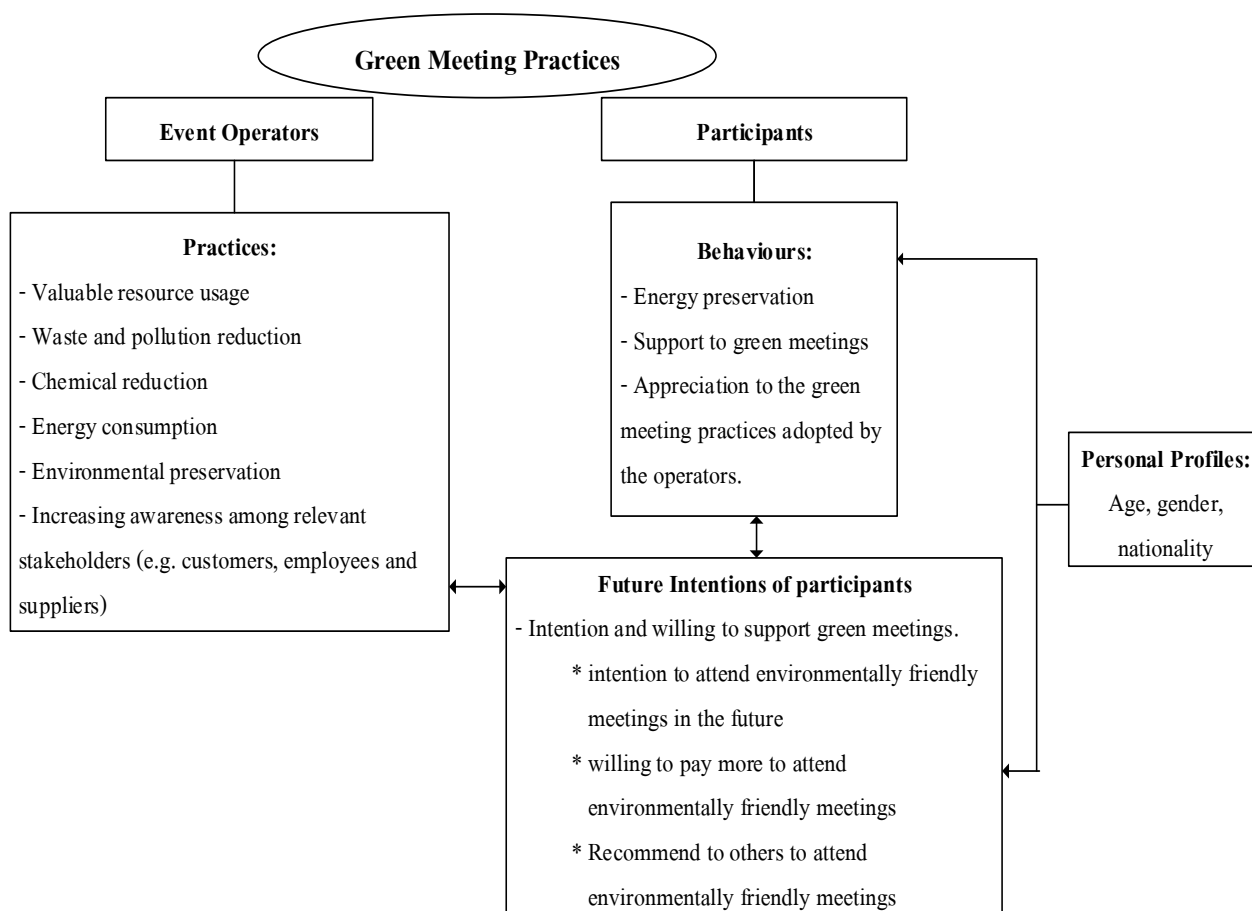 Green Meeting Practices
Event Operators
Participants
Practices:
- Valuable resource usage
- Waste and pollution reduction
- Chemical reduction
- Energy consumption
- Environmental preservation
- Increasing awareness among relevant
stakeholders (e.g. customers, employees and
suppliers)
Behaviours:
- Energy preservation
- Support to green meetings
- Appreciation to the green
meeting practices adopted by
the operators.
Personal Profiles:
Age, gender,
nationality
Future Intentions of participants
- Intention and willing to support green meetings.
* intention to attend environmentally friendly
meetings in the future
* willing to pay more to attend
environmentally friendly meetings
* Recommend to others to attend
environmentally friendly meetings